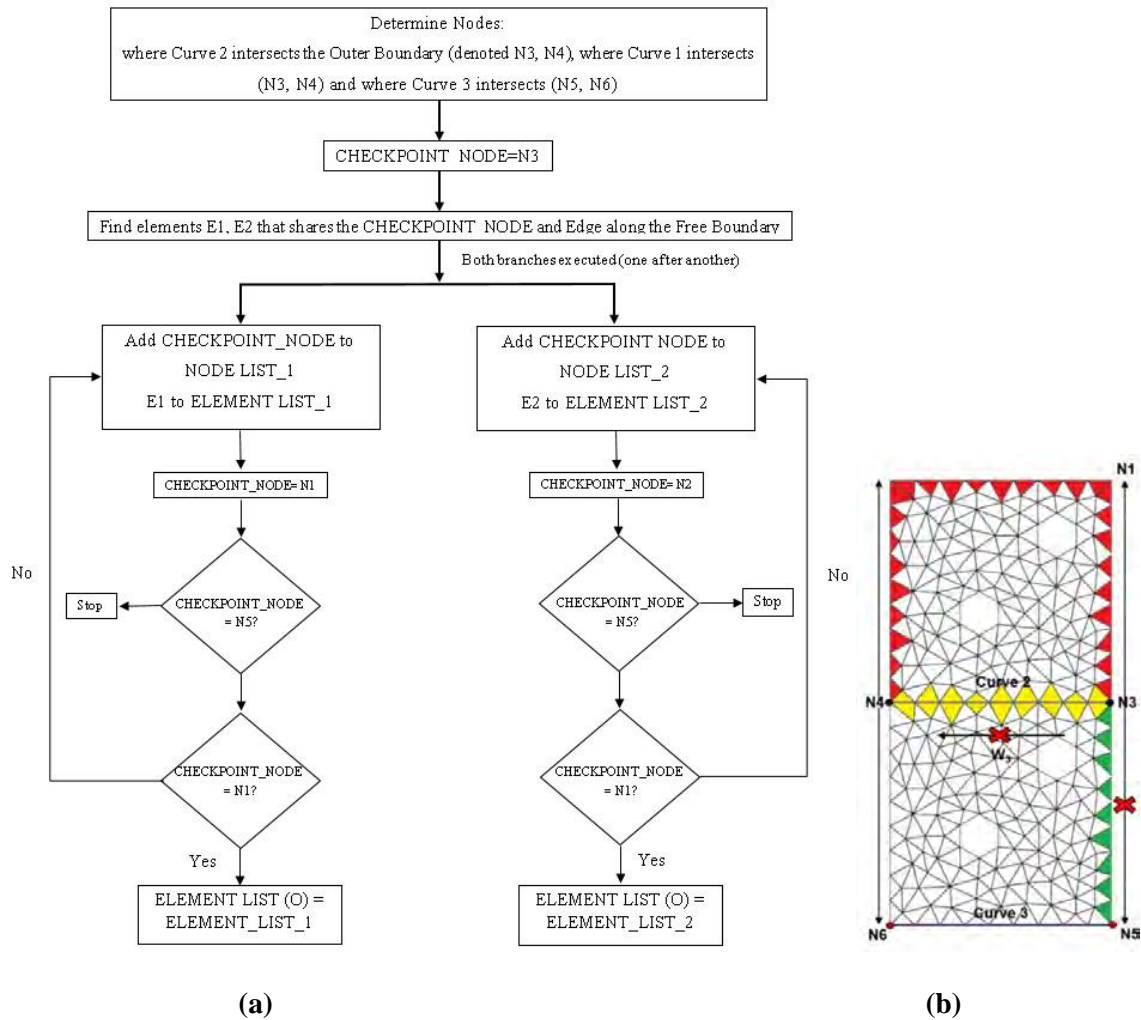 Determine Nodes:
where Curve 2 intersects the Outer Boundary (denoted N3, N4), where Curve 1 intersects
(N3, N4) and where Curve 3 intersects (N5, N6)
CHECKPOINT_NODE=N3
Find elements E1, E2 that shares the CHECKPOINT_NODE and Edge along the Free Boundary
Both branches executed (one after another)
Add CHECKPOINT_NODE to
NODE LIST_1
E1 to ELEMENT LIST_1
CHECKPOINT_NODE= N1
No
Stop
CHECKPOINT_NODE
= N5?
CHECKPOINT_NODE
= N1?
Yes
ELEMENT LIST (O) =
ELEMENT_LIST_1
Add CHECKPOINT NODE to
NODE LIST_2
E2 to ELEMENT LIST_2
CHECKPOINT_NODE= N2
No
CHECKPOINT_NODE
= N5?
Stop
CHECKPOINT_NODE
= N1?
Yes
ELEMENT LIST (O) =
ELEMENT_LIST_2
N1
Curve 2
N4
N3
Curve 3
N6
N5
(a)
(b)